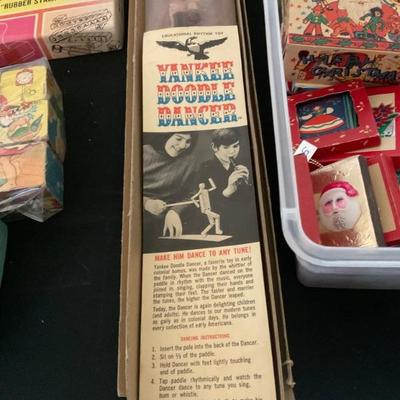 "RUBBER STA
EDUCATIONAL RHYTHM TOY
YANKEE
DOODLE
DANCER
MAKE HIM DANCE TO ANY TUNE!
Yankee Doodle Dancer, a favorite toy in early
colonial homes, was made by the whittler of
the family. When the Dancer danced on the
paddle in rhythm with the music, everyone
joined in, singing, clapping their hands and
stamping their feet. The faster and merrier
the tunes, the higher the Dancer leaped.
Today, the Dancer is again delighting children
(and adults). He dances to our modern tunes
as gaily as in colonial days. He belongs in
every collection of early Americana.
DANCING INSTRUCTIONS
1. Insert the pole into the back of the Dancer.
2. Sit on ⅓ of the paddle.
3. Hold Dancer with feet lightly touching
end of paddle.
4. Tap paddle rhythmically and watch the
Dancer dance to any tune you sing,
hum or whistle.
make him